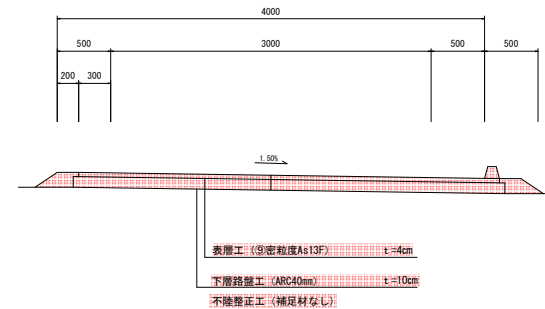 4000
500 3000 500 500
200 300
1.50%
表層工（⑨密粒度As13F） t=4cm
下層路盤工（ARC40mm） t=10cm
不陸整正工（補足材なし）